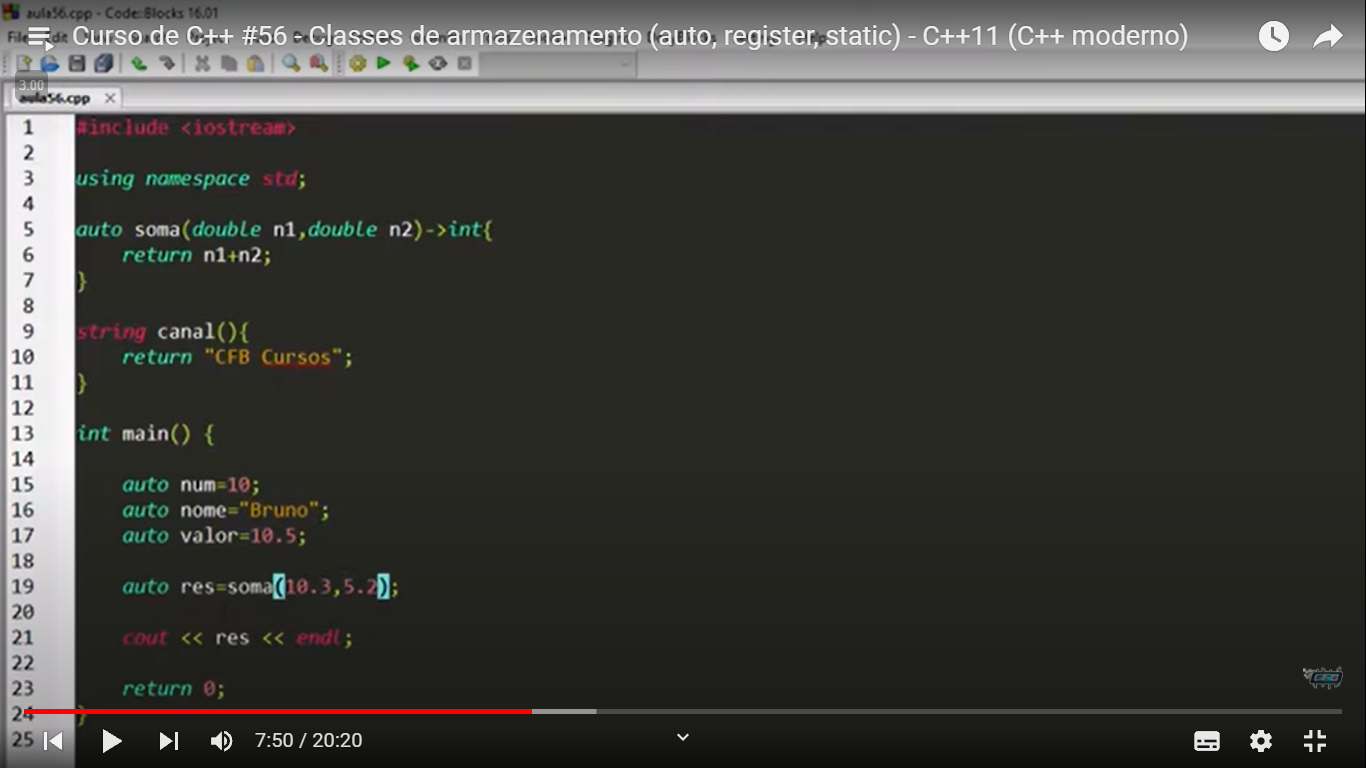 aula56.cpp - Code::Blocks 16.01
Curso de C++ #56 - Classes de armazenamento (auto, register, static) - C++11 (C++ moderno)
3.00
aula56.cpp
1 #include <iostream>
2
3 using namespace std;
4
5 auto soma(double n1,double n2)->int{
6 return n1+n2;
7 }
8
9 string canal(){
10 return "CFB Cursos";
11 }
12
13 int main() {
14
15 auto num=10;
16 auto nome="Bruno";
17 auto valor=10.5;
18
19 auto res=soma(10.3,5.2);
20
21 cout << res << endl;
22
23 return 0;
24 }
25
7:50 / 20:20